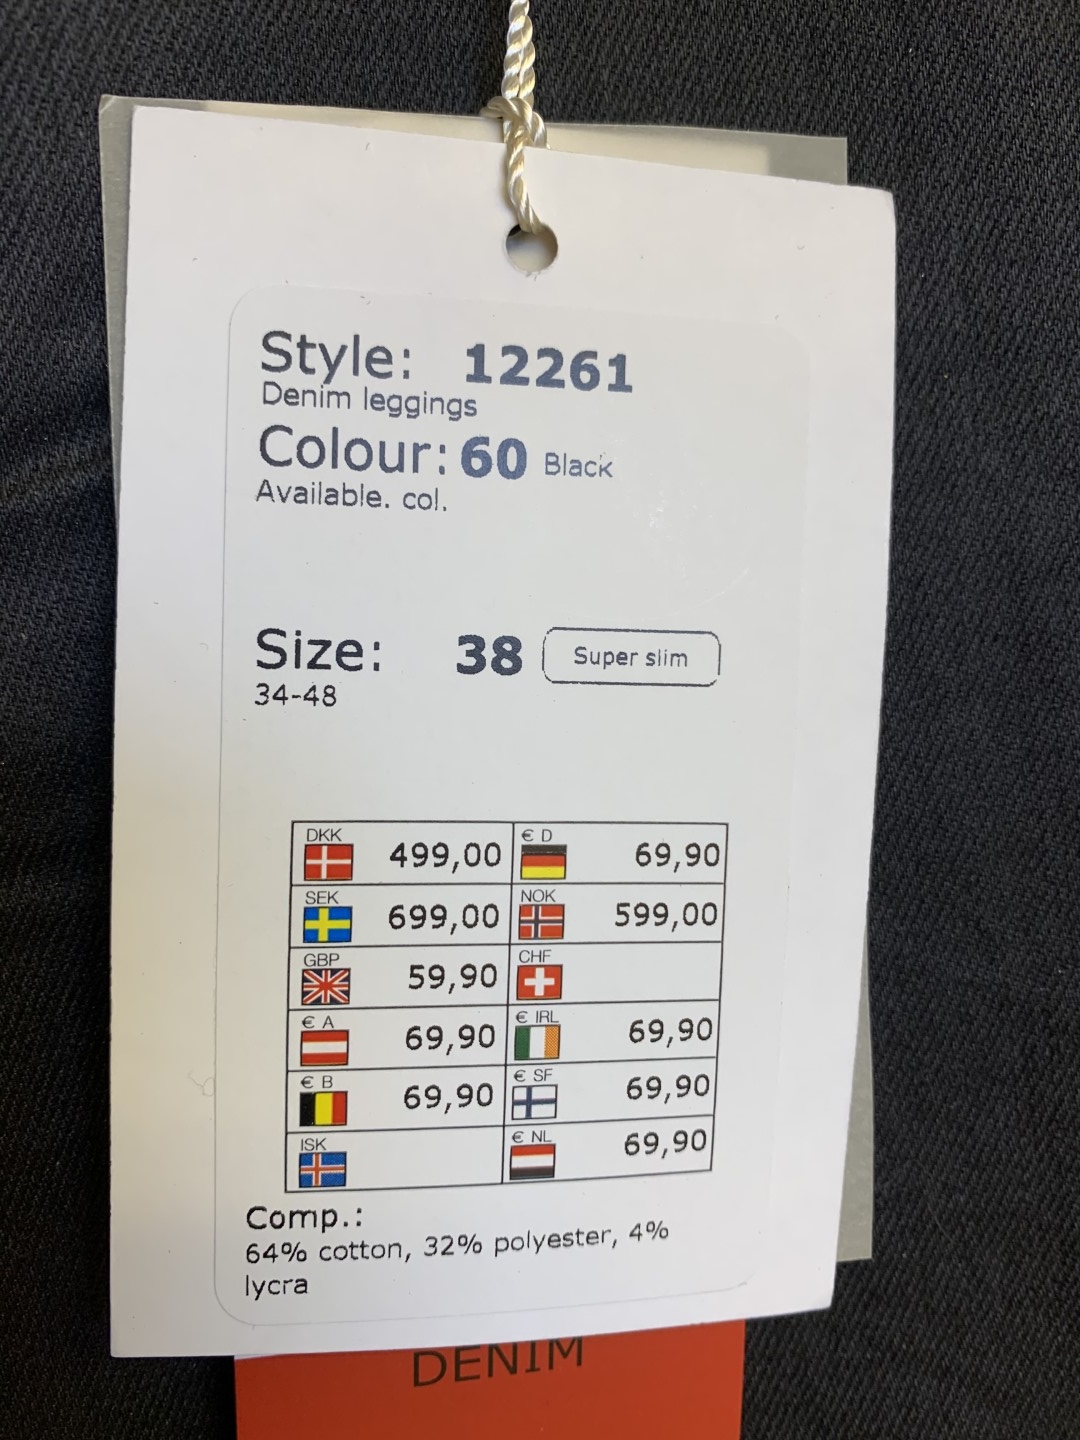 Style: 12261
Denim leggings
Colour: 60 Black
Available. col.
Size: 38 Super slim
34-48
DKK 499,00 € D 69,90
SEK 699,00 NOK 599,00
GBP 59,90 CHF
€ A 69,90 € IRL 69,90
€ B 69,90 € SF 69,90
ISK € NL 69,90
Comp.:
64% cotton, 32% polyester, 4%
lycra
DENIM